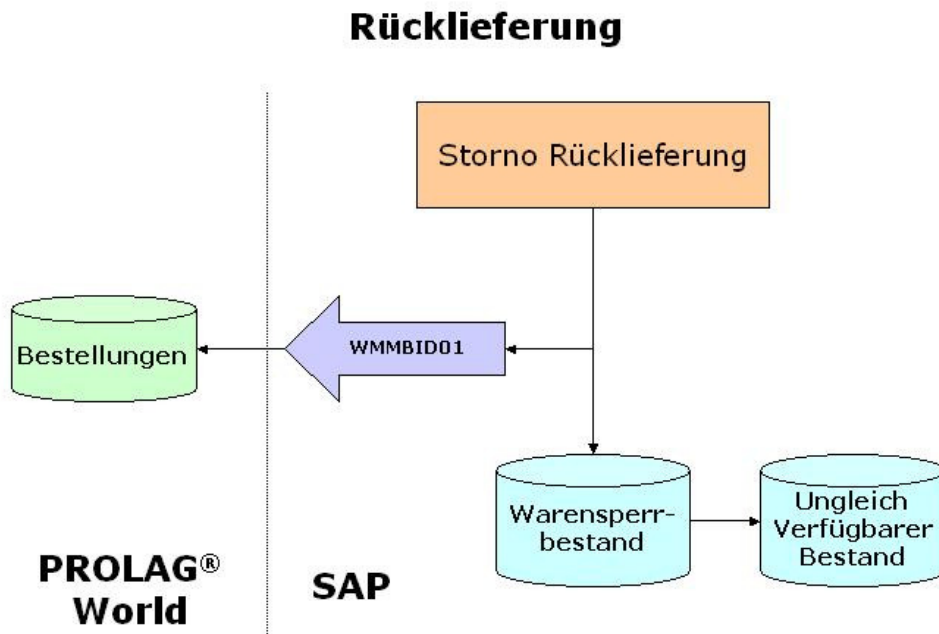 Rücklieferung
Storno Rücklieferung
WMMBID01
Bestellungen
Warensperr-
bestand
Ungleich
Verfügbarer
Bestand
PROLAG®
World
SAP